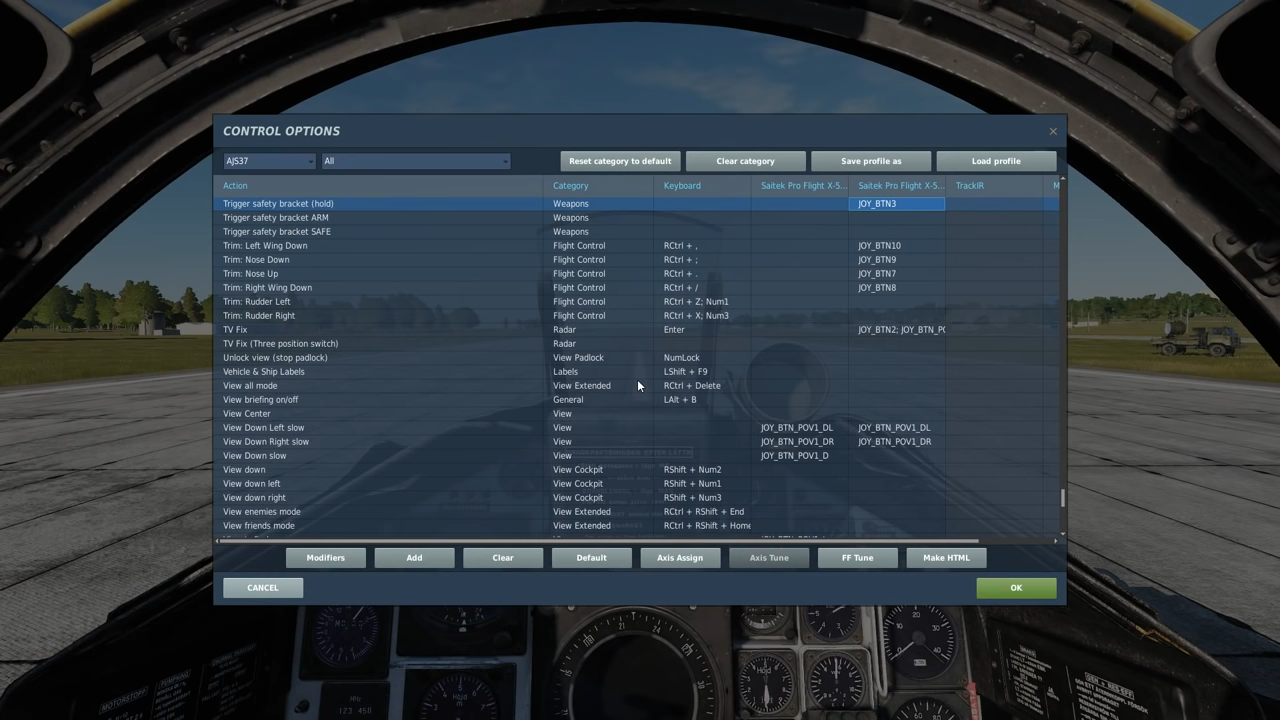 CONTROL OPTIONS ×
AJS37 All Reset category to default Clear category Save profile as Load profile
Action Category Keyboard Saitek Pro Flight X-5... Saitek Pro Flight X-5... TrackIR M
Trigger safety bracket (hold) Weapons JOY_BTN3
Trigger safety bracket ARM Weapons
Trigger safety bracket SAFE Weapons
Trim: Left Wing Down Flight Control RCtrl + , JOY_BTN10
Trim: Nose Down Flight Control RCtrl + ; JOY_BTN9
Trim: Nose Up Flight Control RCtrl + . JOY_BTN7
Trim: Right Wing Down Flight Control RCtrl + / JOY_BTN8
Trim: Rudder Left Flight Control RCtrl + Z; Num1
Trim: Rudder Right Flight Control RCtrl + X; Num3
TV Fix Radar Enter JOY_BTN2; JOY_BTN_PO
TV Fix (Three position switch) Radar
Unlock view (stop padlock) View Padlock NumLock
Vehicle & Ship Labels Labels LShift + F9
View all mode View Extended RCtrl + Delete
View briefing on/off General LAlt + B
View Center View
View Down Left slow View JOY_BTN_POV1_DL JOY_BTN_POV1_DL
View Down Right slow View JOY_BTN_POV1_DR JOY_BTN_POV1_DR
View Down slow View JOY_BTN_POV1_D
View down View Cockpit RShift + Num2
View down left View Cockpit RShift + Num1
View down right View Cockpit RShift + Num3
View enemies mode View Extended RCtrl + RShift + End
View friends mode View Extended RCtrl + RShift + Home
Modifiers Add Clear Default Axis Assign Axis Tune FF Tune Make HTML
CANCEL OK
123 450
MOTORSTOPP